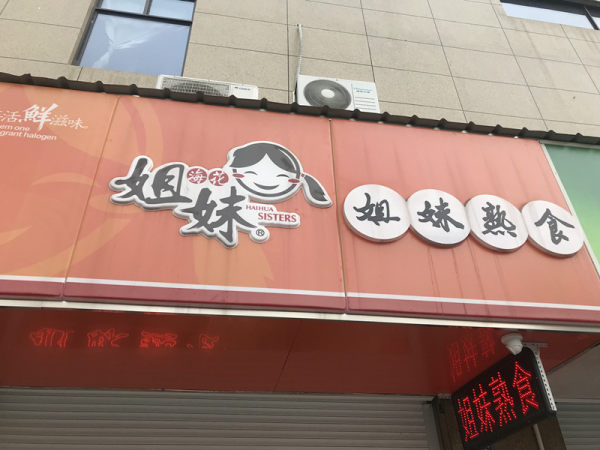 活,鲜滋味
em one
grant halogen
海花
姐妹
HAIHUA
SISTERS
®
姐妹熟食
姐妹熟食